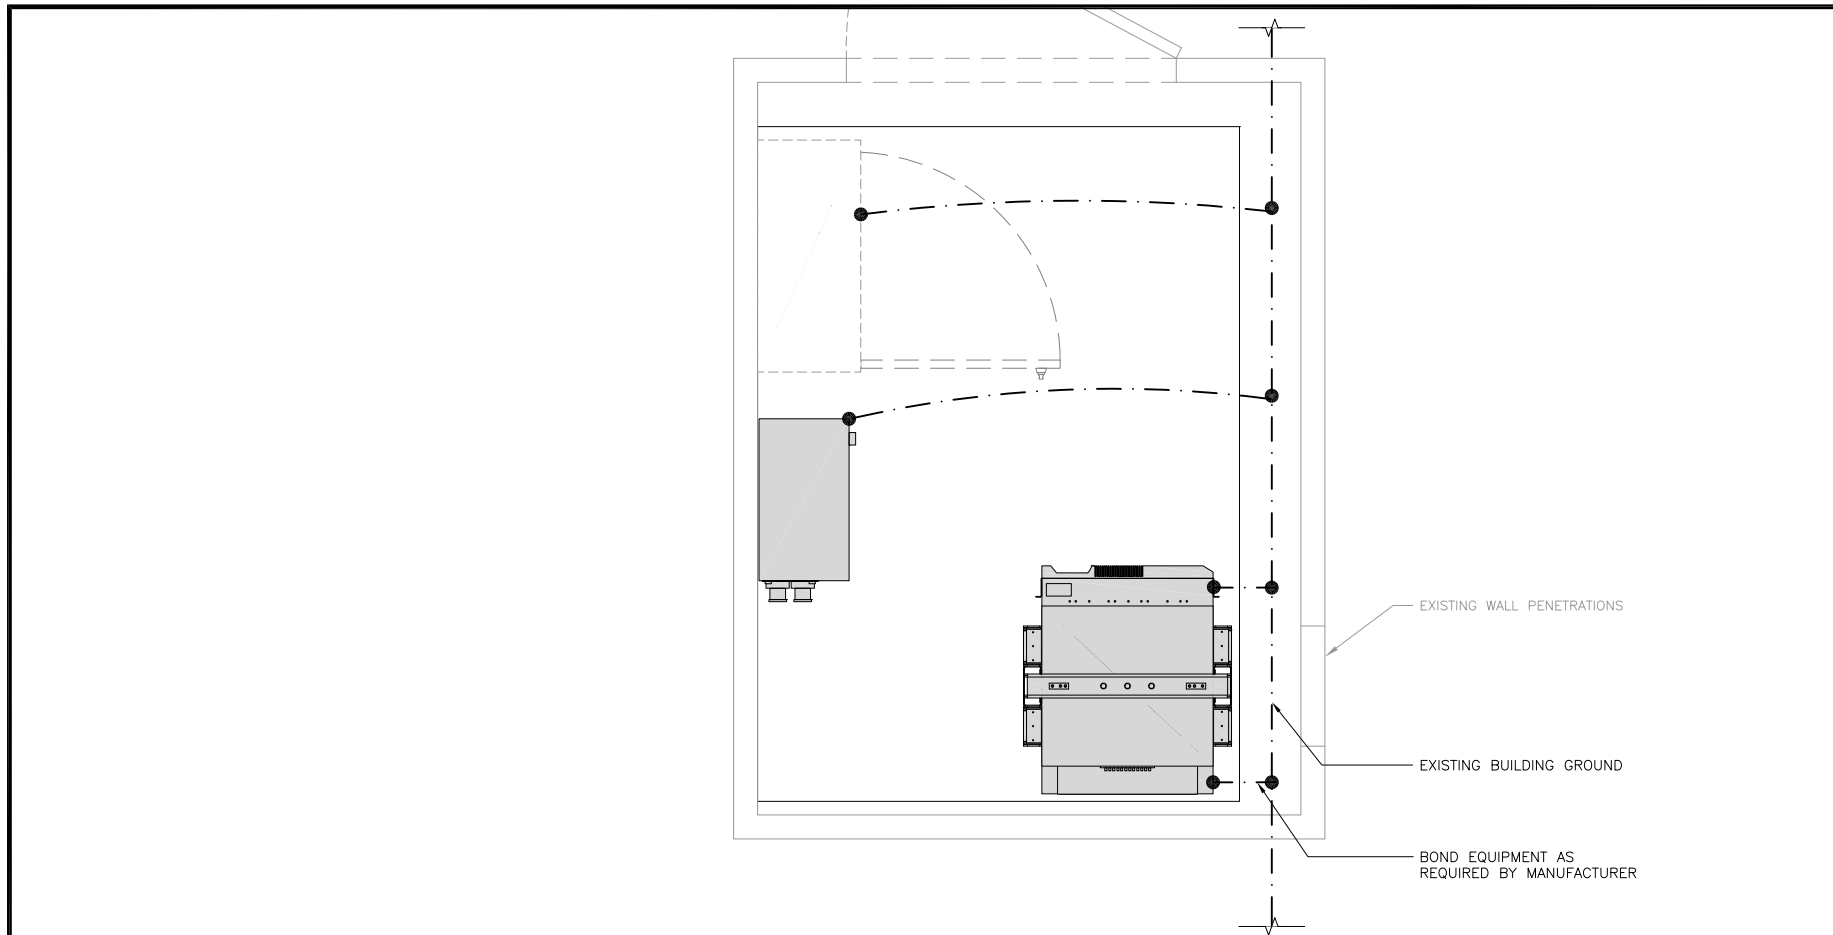 EXISTING WALL PENETRATIONS
EXISTING BUILDING GROUND
BOND EQUIPMENT AS
REQUIRED BY MANUFACTURER